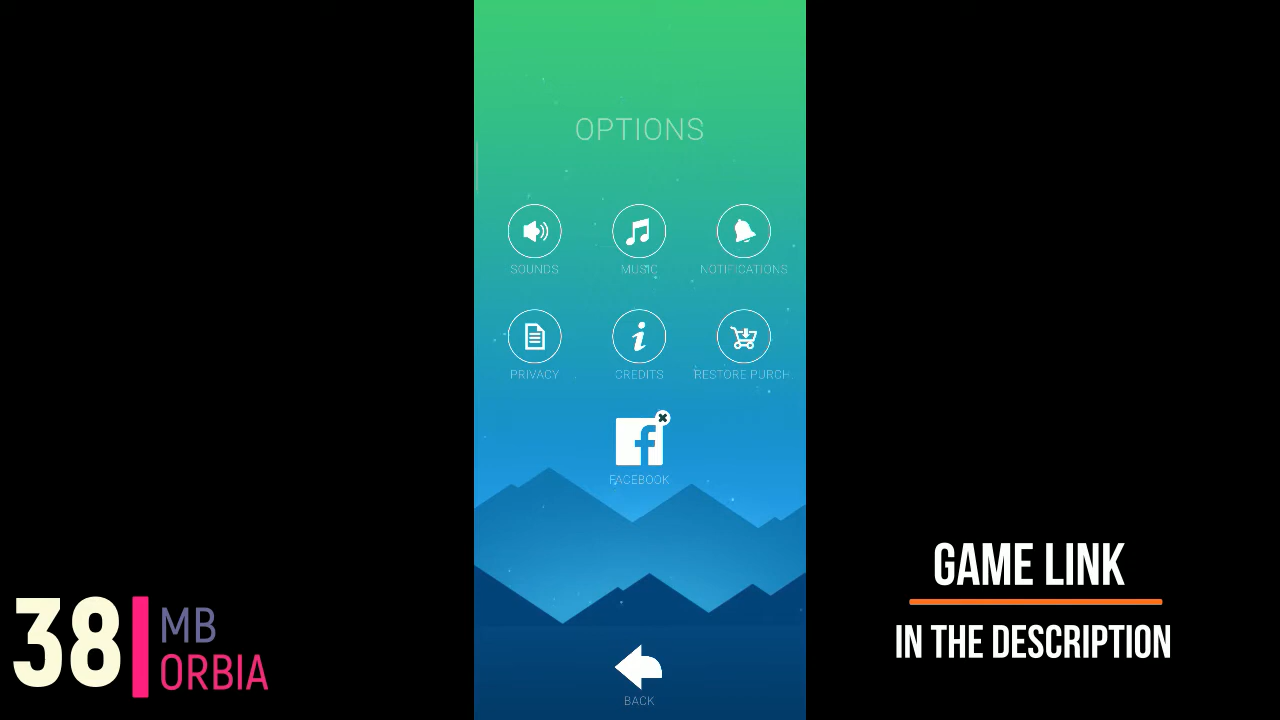 OPTIONS
SOUNDS MUSIC NOTIFICATIONS
PRIVACY CREDITS RESTORE PURCH.
FACEBOOK
BACK
38 MB
ORBIA
GAME LINK
IN THE DESCRIPTION